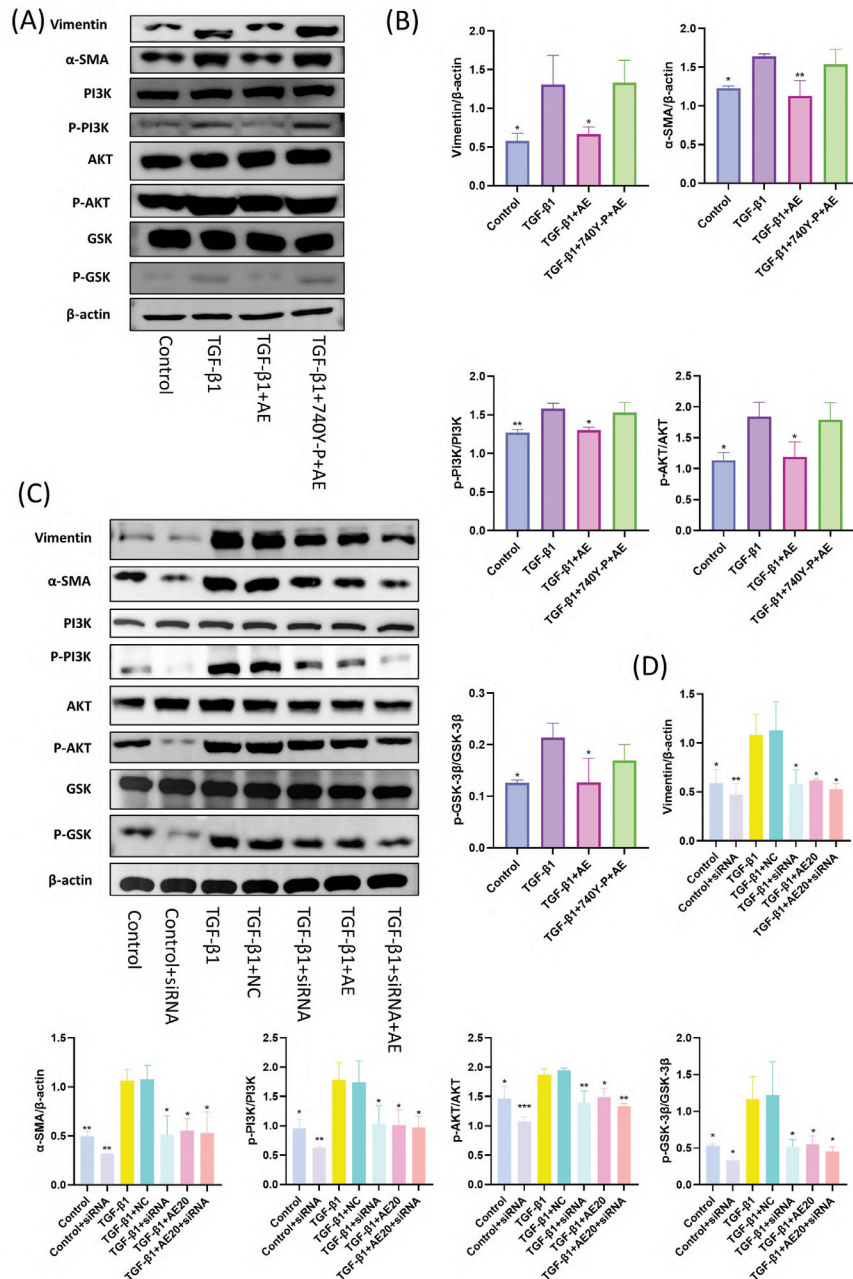 (A)
Vimentin
α-SMA
PI3K
P-PI3K
AKT
P-AKT
GSK
P-GSK
β-actin
Control
TGF-β1
TGF-β1+AE
TGF-β1+740Y-P+AE
(B)
Vimentin/β-actin
2.0
1.5
1.0
0.5
0.0
*
*
Control
TGF-β1
TGF-β1+AE
TGF-β1+740Y-P+AE
α-SMA/β-actin
2.0
1.5
1.0
0.5
0.0
*
**
Control
TGF-β1
TGF-β1+AE
TGF-β1+740Y-P+AE
p-PI3K/PI3K
2.0
1.5
1.0
0.5
0.0
**
*
Control
TGF-β1
TGF-β1+AE
TGF-β1+740Y-P+AE
p-AKT/AKT
2.5
2.0
1.5
1.0
0.5
0.0
*
*
Control
TGF-β1
TGF-β1+AE
TGF-β1+740Y-P+AE
p-GSK-3β/GSK-3β
0.3
0.2
0.1
0.0
*
*
Control
TGF-β1
TGF-β1+AE
TGF-β1+740Y-P+AE
(C)
Vimentin
α-SMA
PI3K
P-PI3K
AKT
P-AKT
GSK
P-GSK
β-actin
Control
Control+siRNA
TGF-β1
TGF-β1+NC
TGF-β1+siRNA
TGF-β1+AE
TGF-β1+siRNA+AE
(D)
Vimentin/β-actin
1.5
1.0
0.5
0.0
*
**
*
*
*
Control
Control+siRNA
TGF-β1
TGF-β1+NC
TGF-β1+siRNA
TGF-β1+AE20
TGF-β1+AE20+siRNA
α-SMA/β-actin
1.5
1.0
0.5
0.0
**
**
*
*
*
Control
Control+siRNA
TGF-β1
TGF-β1+NC
TGF-β1+siRNA
TGF-β1+AE20
TGF-β1+AE20+siRNA
p-PI3K/PI3K
2.5
2.0
1.5
1.0
0.5
0.0
*
**
*
*
*
Control
Control+siRNA
TGF-β1
TGF-β1+NC
TGF-β1+siRNA
TGF-β1+AE20
TGF-β1+AE20+siRNA
p-AKT/AKT
2.5
2.0
1.5
1.0
0.5
0.0
*
***
**
*
**
Control
Control+siRNA
TGF-β1
TGF-β1+NC
TGF-β1+siRNA
TGF-β1+AE20
TGF-β1+AE20+siRNA
p-GSK-3β/GSK-3β
2.0
1.5
1.0
0.5
0.0
*
*
*
*
*
Control
Control+siRNA
TGF-β1
TGF-β1+NC
TGF-β1+siRNA
TGF-β1+AE20
TGF-β1+AE20+siRNA